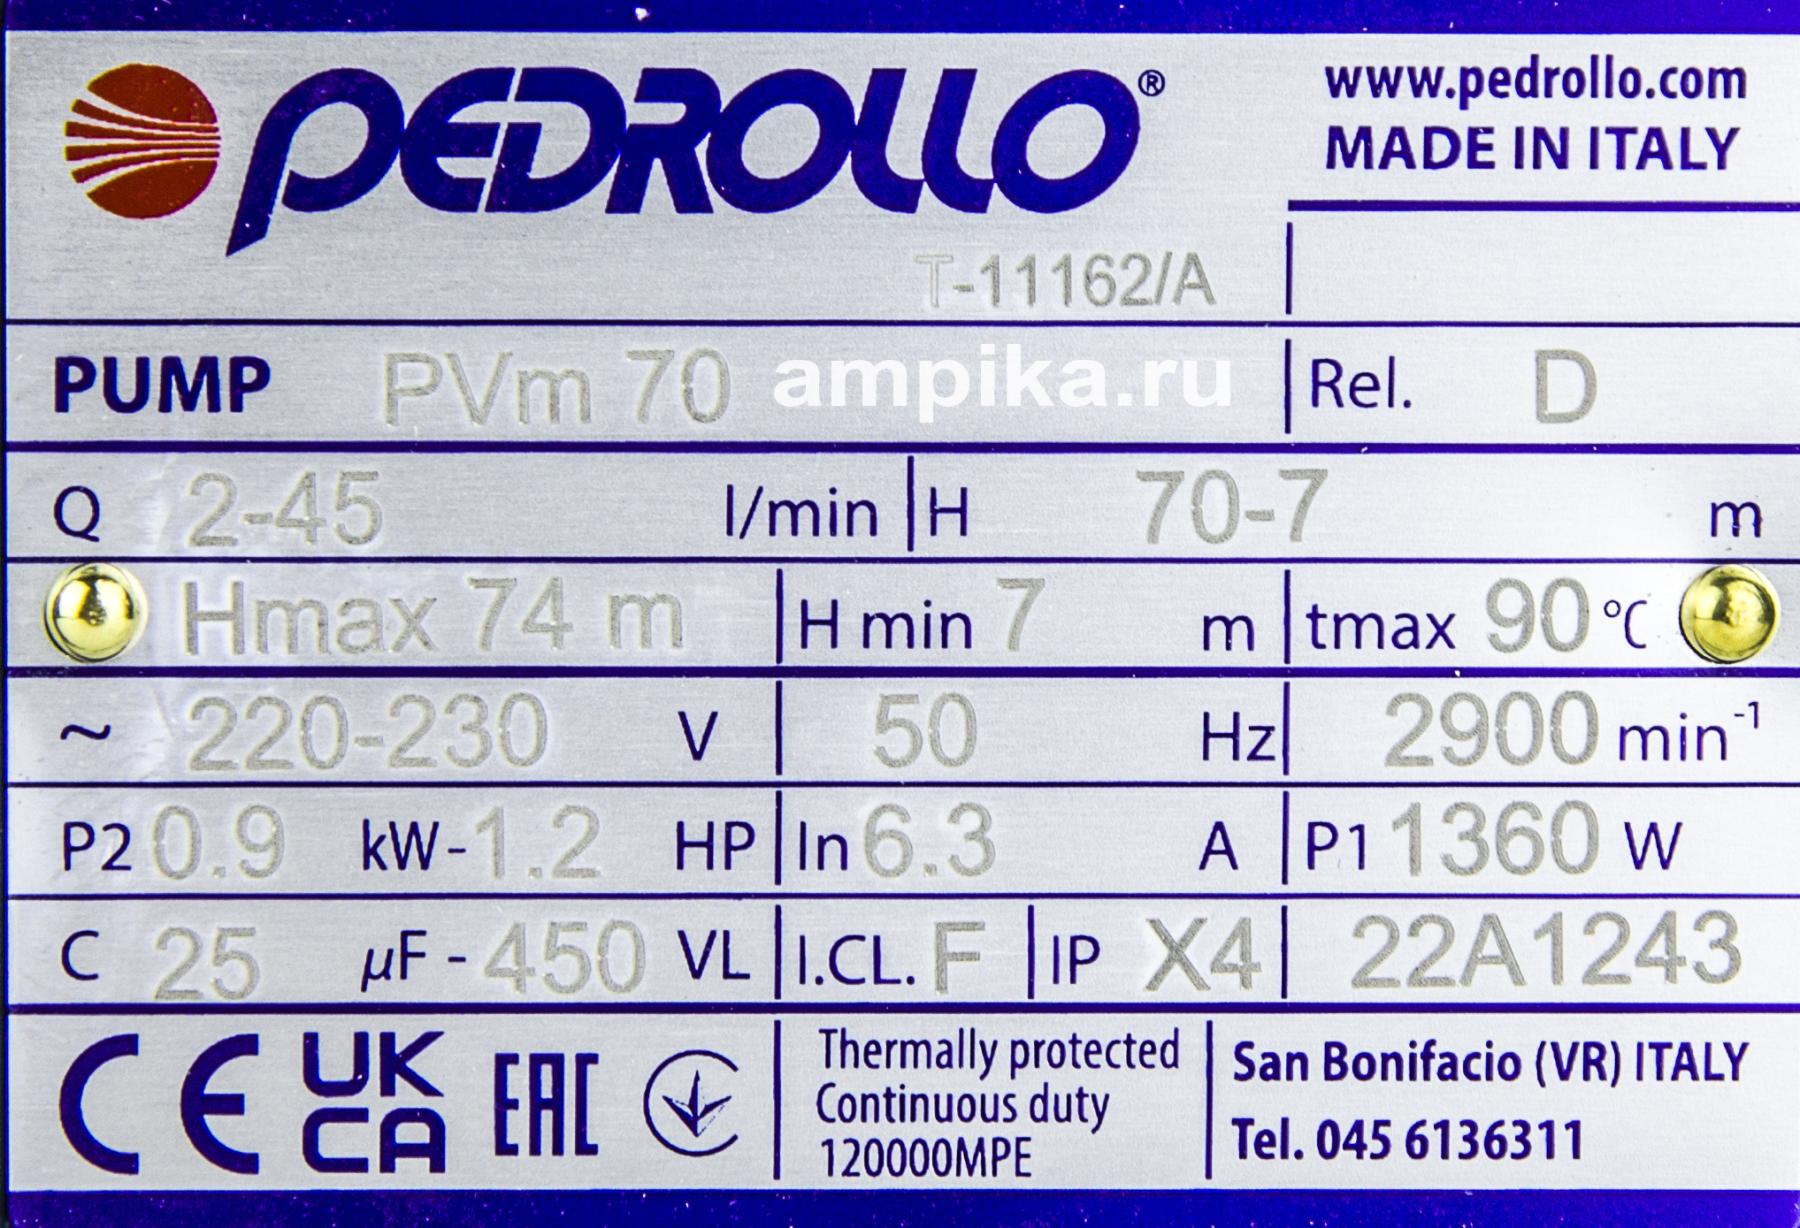 PEDROLLO®
www.pedrollo.com
MADE IN ITALY
T-11162/A
PUMP PVm 70 ampika.ru Rel. D
Q 2-45 l/min H 70-7 m
Hmax 74 m H min 7 m tmax 90 °C
~ 220-230 V 50 Hz 2900 min⁻¹
P2 0.9 kW- 1.2 HP In 6.3 A P1 1360 W
C 25 µF - 450 VL I.CL. F IP X4 22A1243
CE UK CA EAC
Thermally protected
Continuous duty
120000MPE
San Bonifacio (VR) ITALY
Tel. 045 6136311